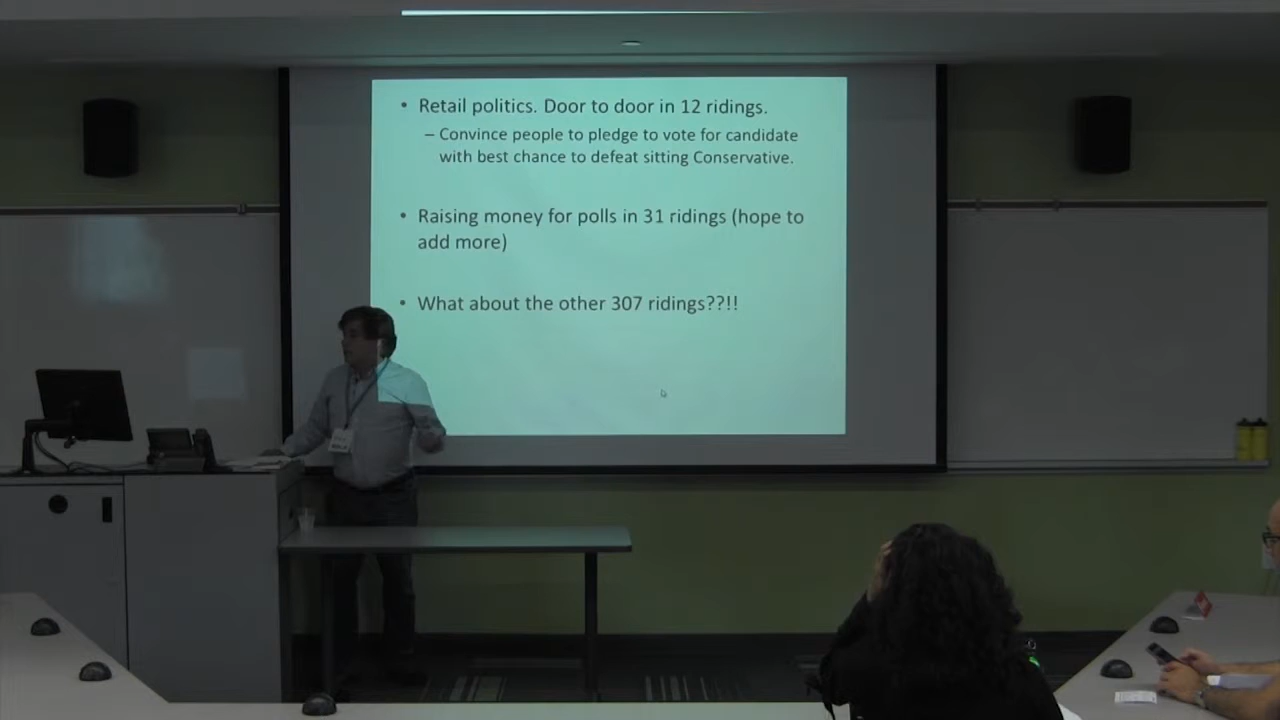 • Retail politics. Door to door in 12 ridings.
– Convince people to pledge to vote for candidate
with best chance to defeat sitting Conservative.
• Raising money for polls in 31 ridings (hope to
add more)
• What about the other 307 ridings??!!